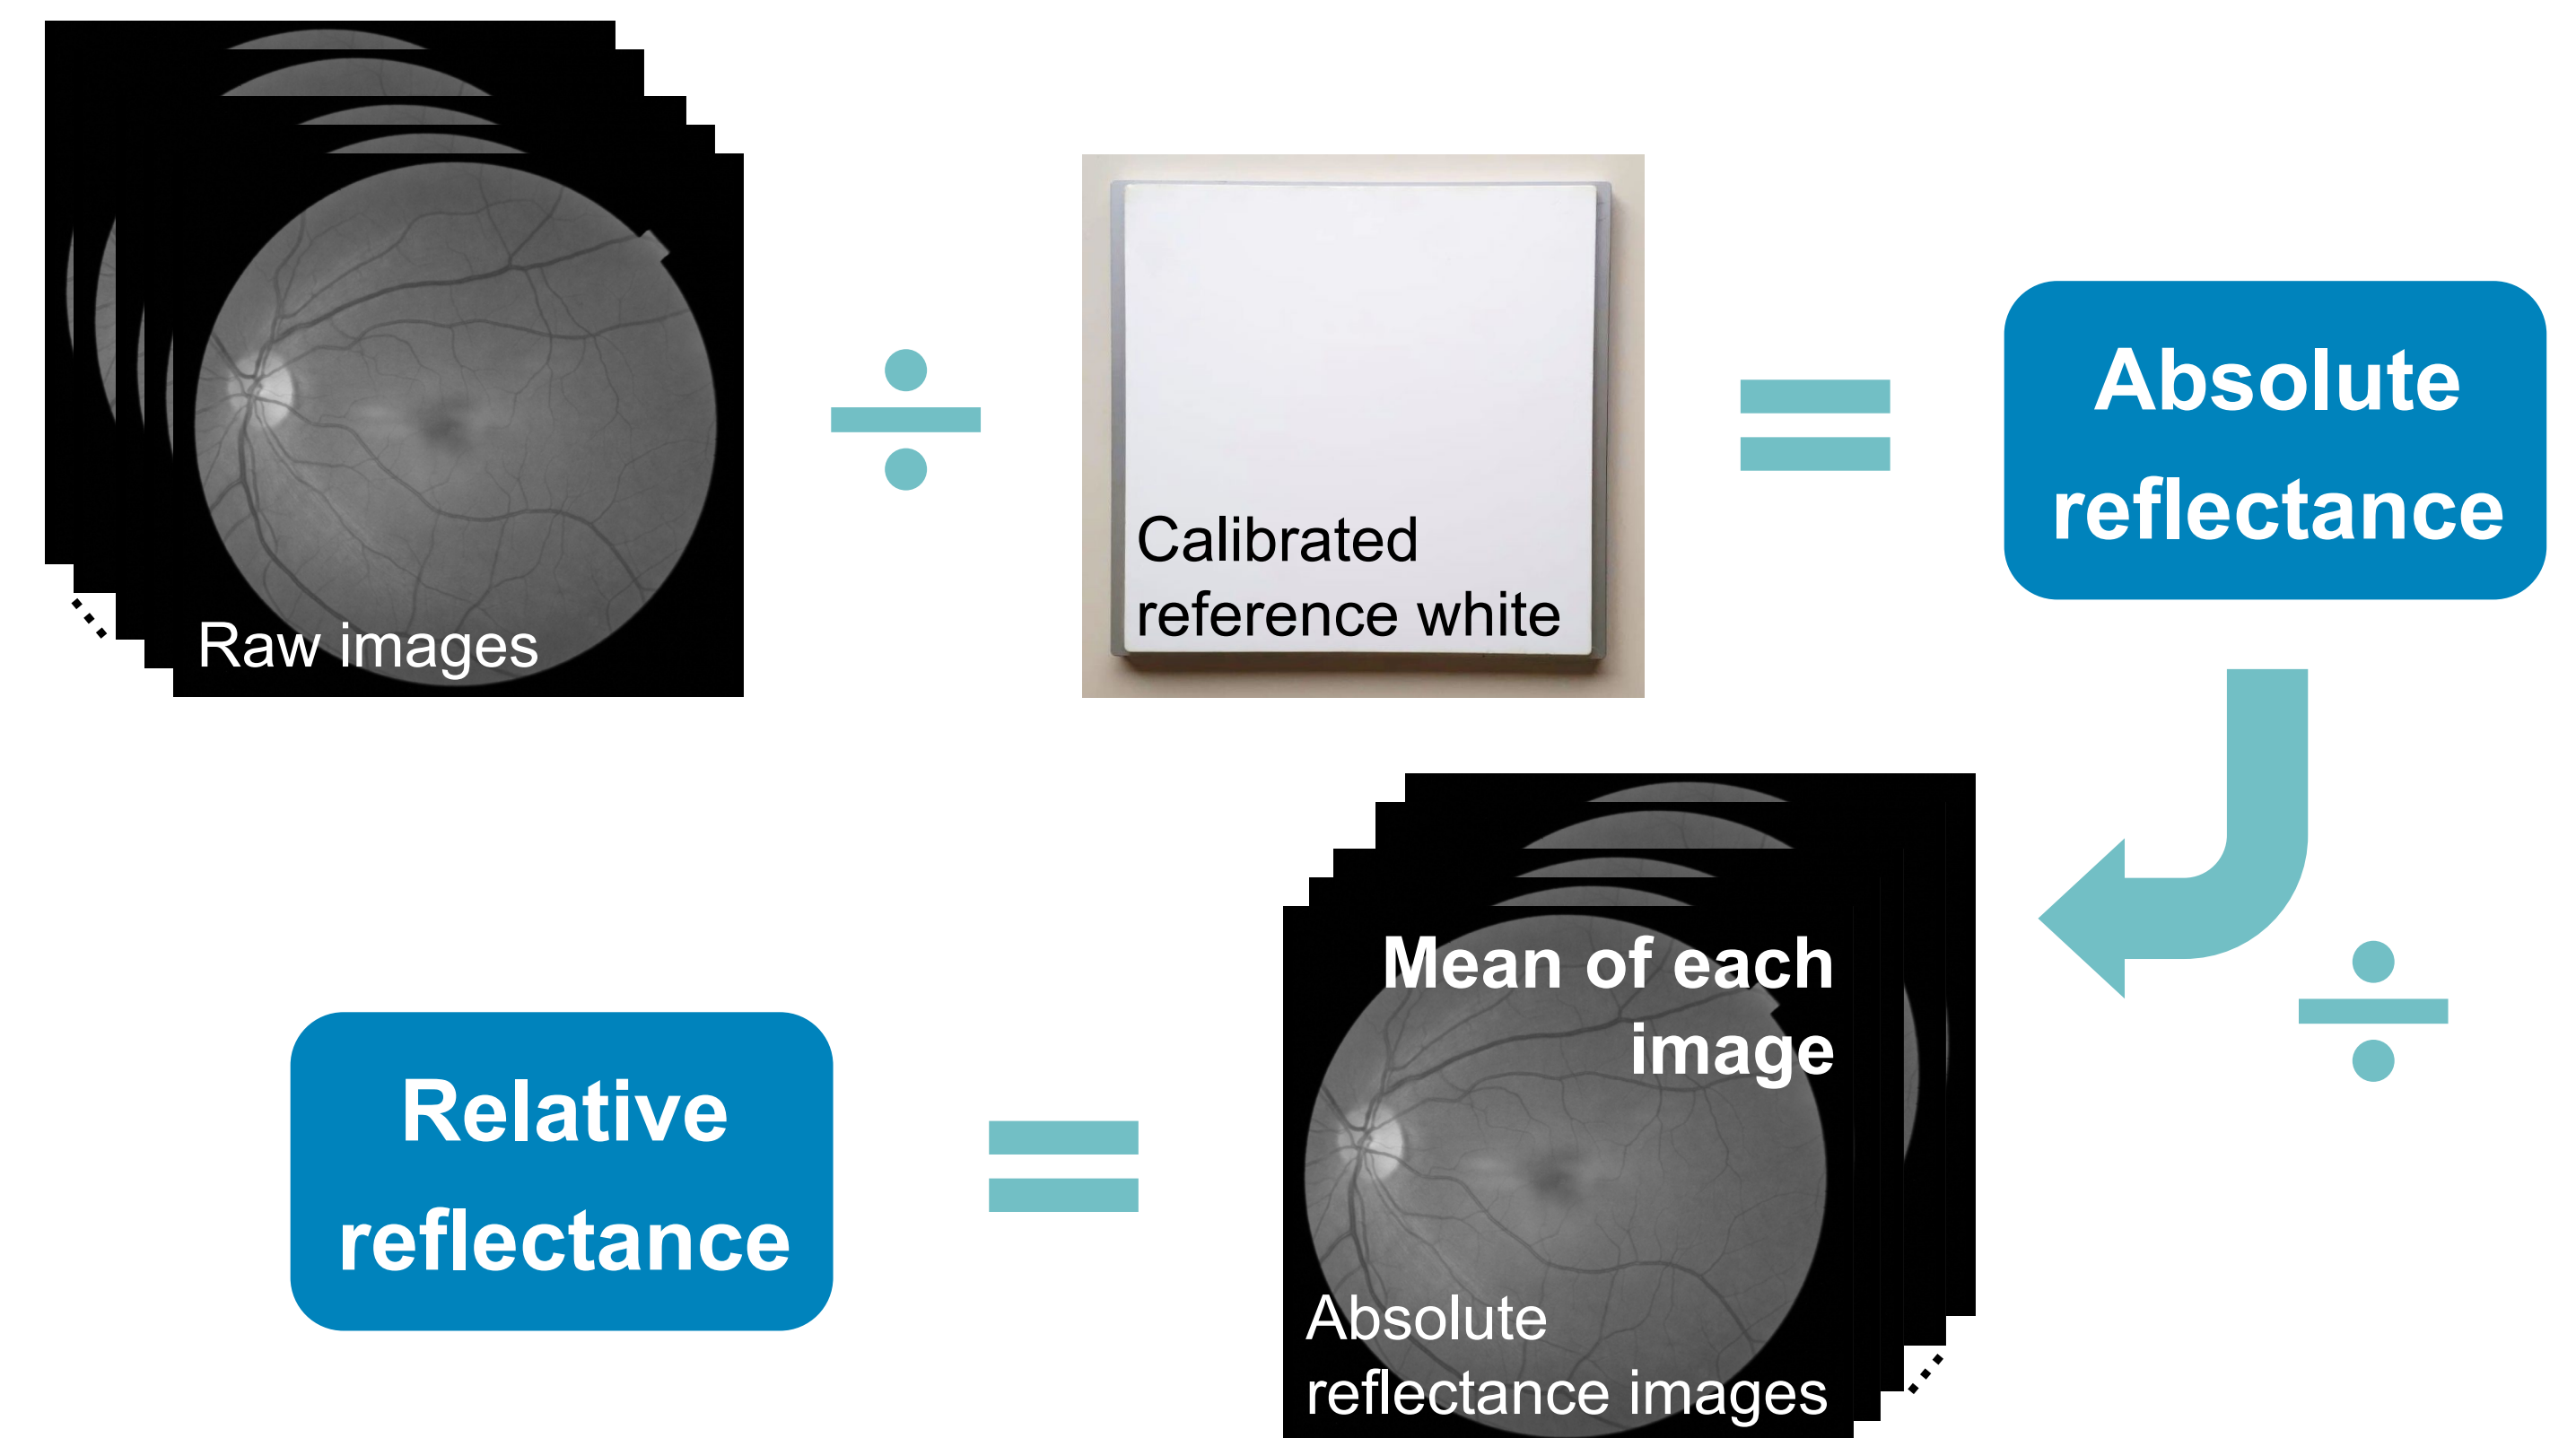 Raw images
Calibrated
reference white
Absolute
reflectance
Mean of each
image
Absolute
reflectance images
Relative
reflectance